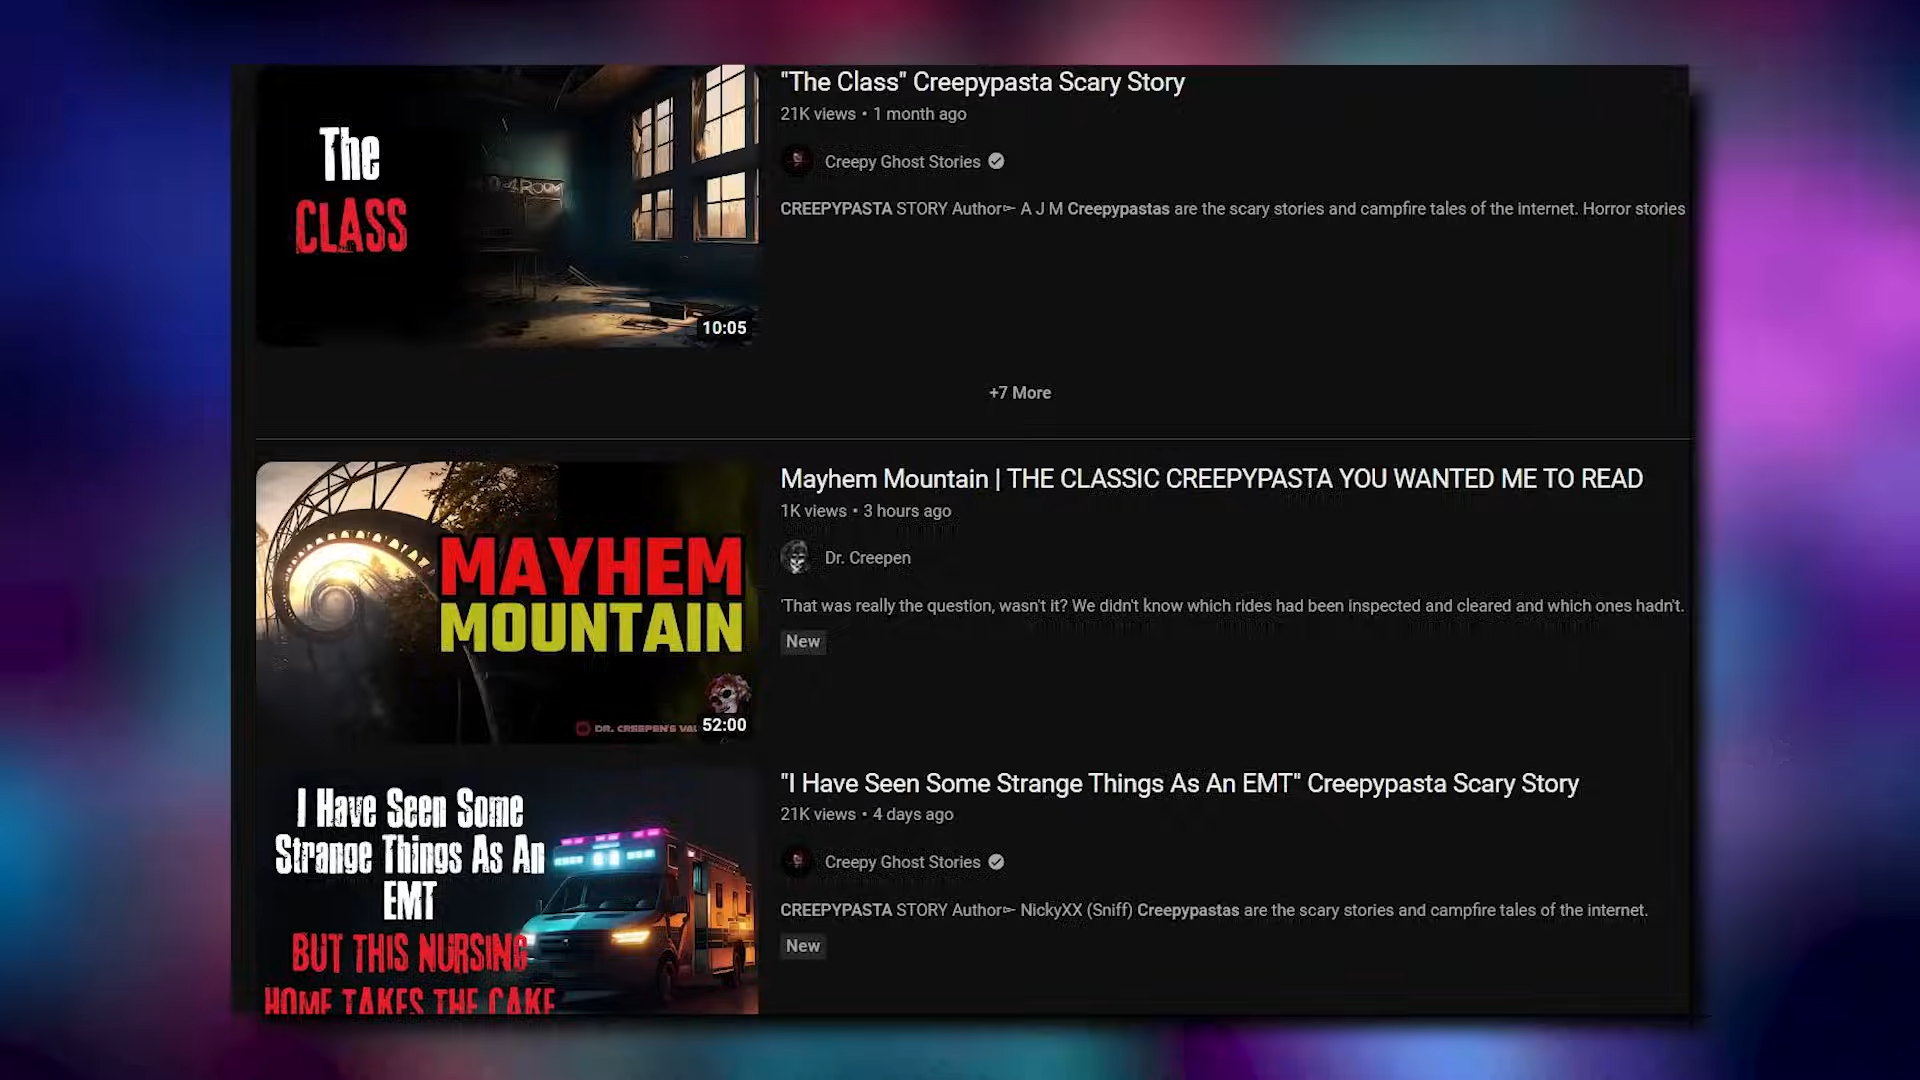 The
CLASS
10:05
"The Class" Creepypasta Scary Story
21K views • 1 month ago
Creepy Ghost Stories
CREEPYPASTA STORY Author► A J M Creepypastas are the scary stories and campfire tales of the internet. Horror stories
+7 More
MAYHEM
MOUNTAIN
DR. CREEPEN'S
52:00
Mayhem Mountain | THE CLASSIC CREEPYPASTA YOU WANTED ME TO READ
1K views • 3 hours ago
Dr. Creepen
'That was really the question, wasn't it? We didn't know which rides had been inspected and cleared and which ones hadn't.
New
I Have Seen Some
Strange Things As An
EMT
BUT THIS NURSING
HOME TAKES THE CAKE
"I Have Seen Some Strange Things As An EMT" Creepypasta Scary Story
21K views • 4 days ago
Creepy Ghost Stories
CREEPYPASTA STORY Author► NickyXX (Sniff) Creepypastas are the scary stories and campfire tales of the internet.
New